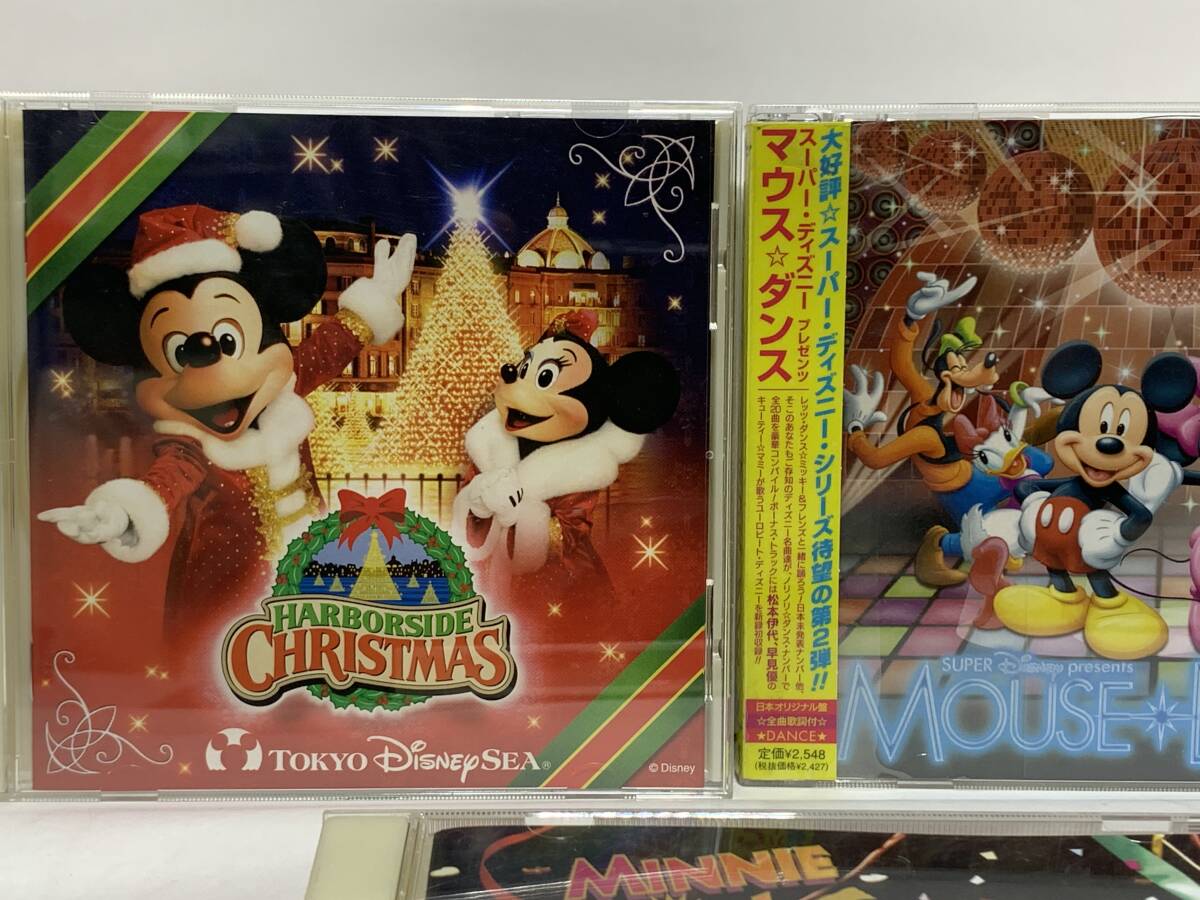 HARBORSIDE
CHRISTMAS
TOKYO DISNEYSEA®
© Disney
大好評☆スーパー・ディズニー・シリーズ待望の第2弾!!
スーパー・ディズニー プレゼンツ
マウス☆ダンス
レッツ・ダンス☆ミッキー&フレンズと一緒に踊ろう!日本未発表ナンバー他、
そこのあなたもご存知のディズニー名曲達が、ノリノリ☆ダンス・ナンバーで
全20曲を豪華コンパイル!ボーナス・トラックには松本伊代、早見優の
キューティー☆マミーが歌うユーロビート・ディズニーを新録初収録!!
日本オリジナル盤
☆全曲歌詞付☆
★DANCE★
定価¥2,548
(税抜価格¥2,427)
SUPER Disney presents
MOUSE
MINNIE